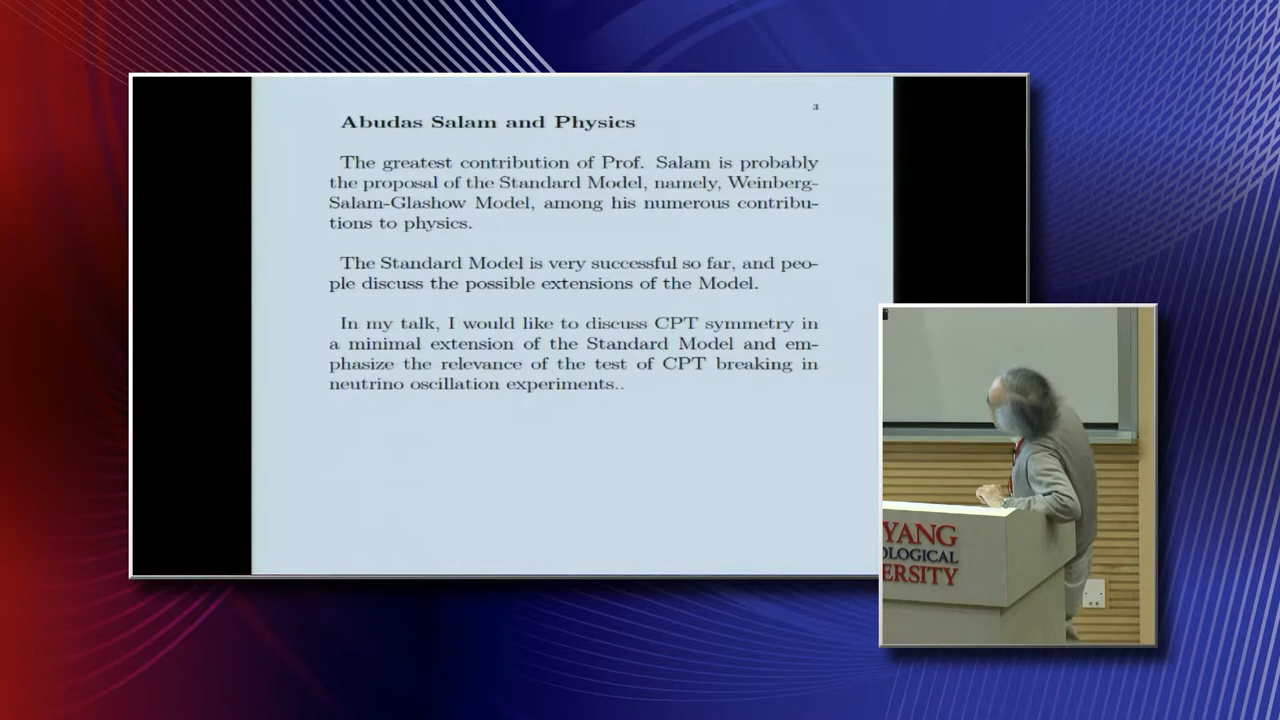 3
Abudas Salam and Physics
The greatest contribution of Prof. Salam is probably
the proposal of the Standard Model, namely, Weinberg-
Salam-Glashow Model, among his numerous contribu-
tions to physics.
The Standard Model is very successful so far, and peo-
ple discuss the possible extensions of the Model.
In my talk, I would like to discuss CPT symmetry in
a minimal extension of the Standard Model and em-
phasize the relevance of the test of CPT breaking in
neutrino oscillation experiments..
YANG
OLOGICAL
ERSITY